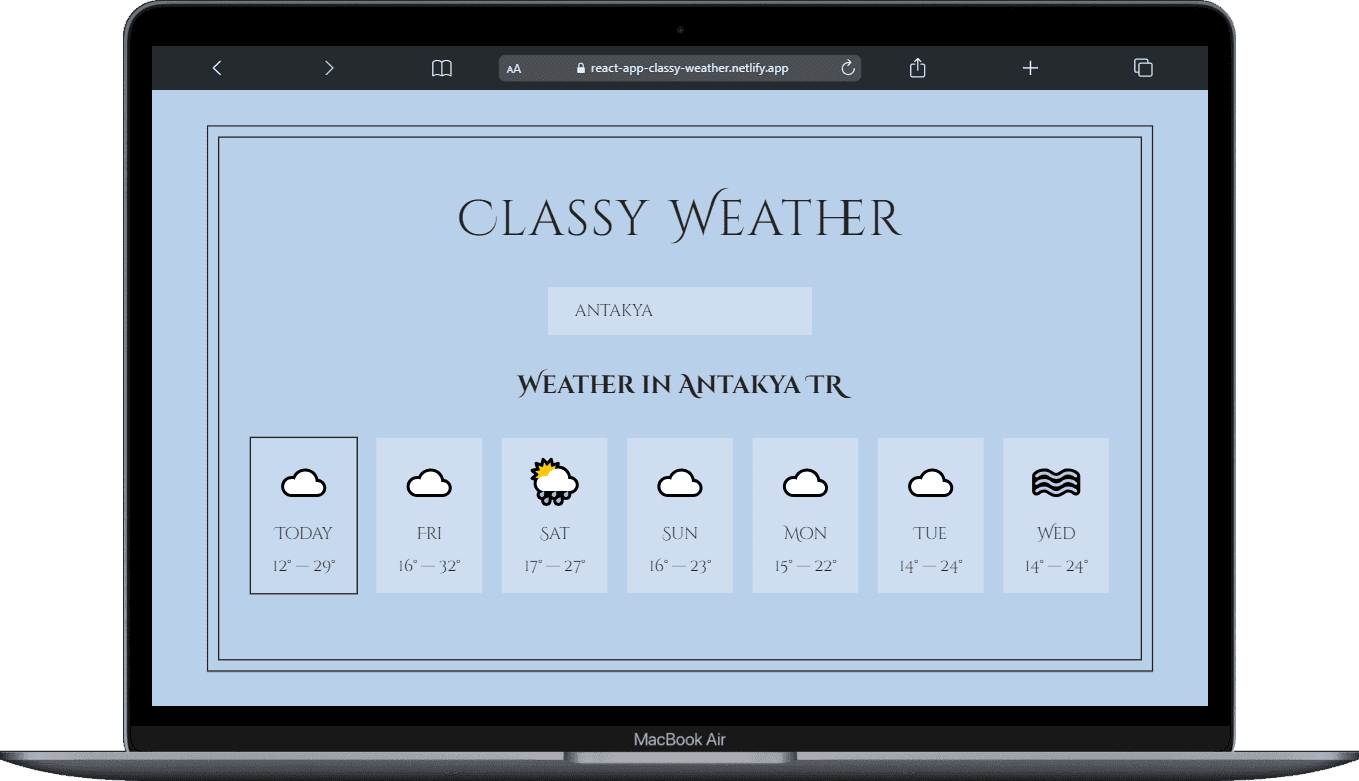 AA react-app-classy-weather.netlify.app
Classy Weather
ANTAKYA
Weather in Antakya TR
Today Fri Sat Sun Mon Tue Wed
12° — 29° 16° — 32° 17° — 27° 16° — 23° 15° — 22° 14° — 24° 14° — 24°
MacBook Air